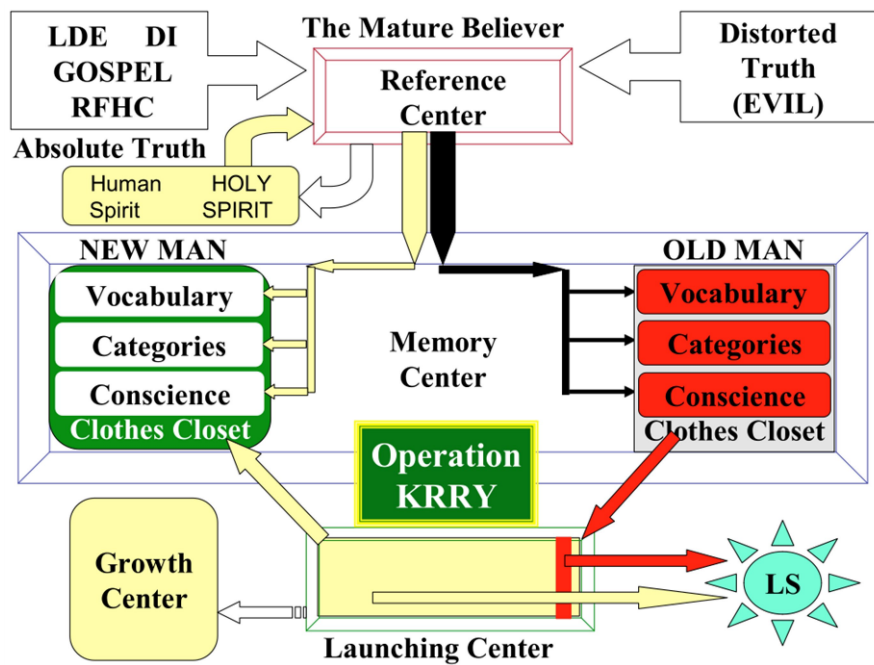 The Mature Believer
LDE DI
GOSPEL
RFHC
Reference
Center
Distorted
Truth
(EVIL)
Absolute Truth
Human HOLY
Spirit SPIRIT
NEW MAN
Vocabulary
Categories
Conscience
Clothes Closet
Memory
Center
OLD MAN
Vocabulary
Categories
Conscience
Clothes Closet
Operation
KRRY
Growth
Center
LS
Launching Center